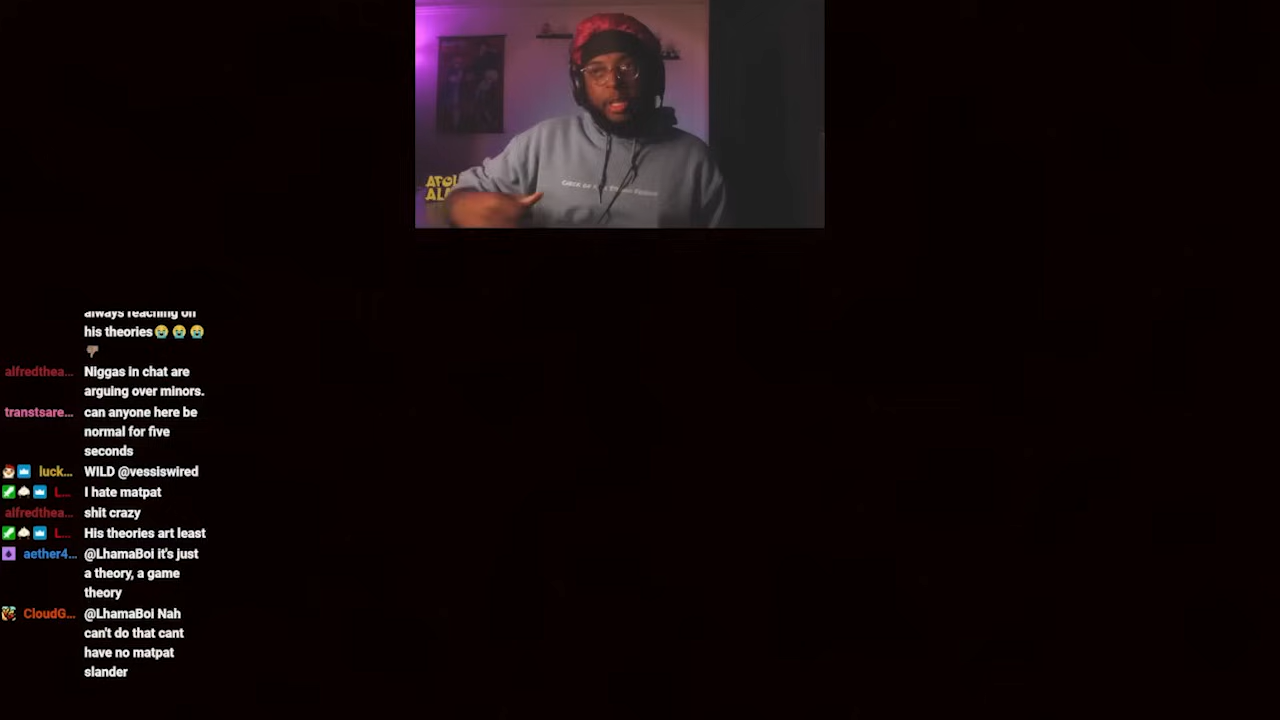 always reaching on
his theories😭 😭 😭
👎🏽
alfredthea... Niggas in chat are
arguing over minors.
transtsare... can anyone here be
normal for five
seconds
luck... WILD @vessiswired
L... I hate matpat
alfredthea... shit crazy
L... His theories art least
aether4... @LhamaBoi it's just
a theory, a game
theory
CloudG... @LhamaBoi Nah
can't do that cant
have no matpat
slander